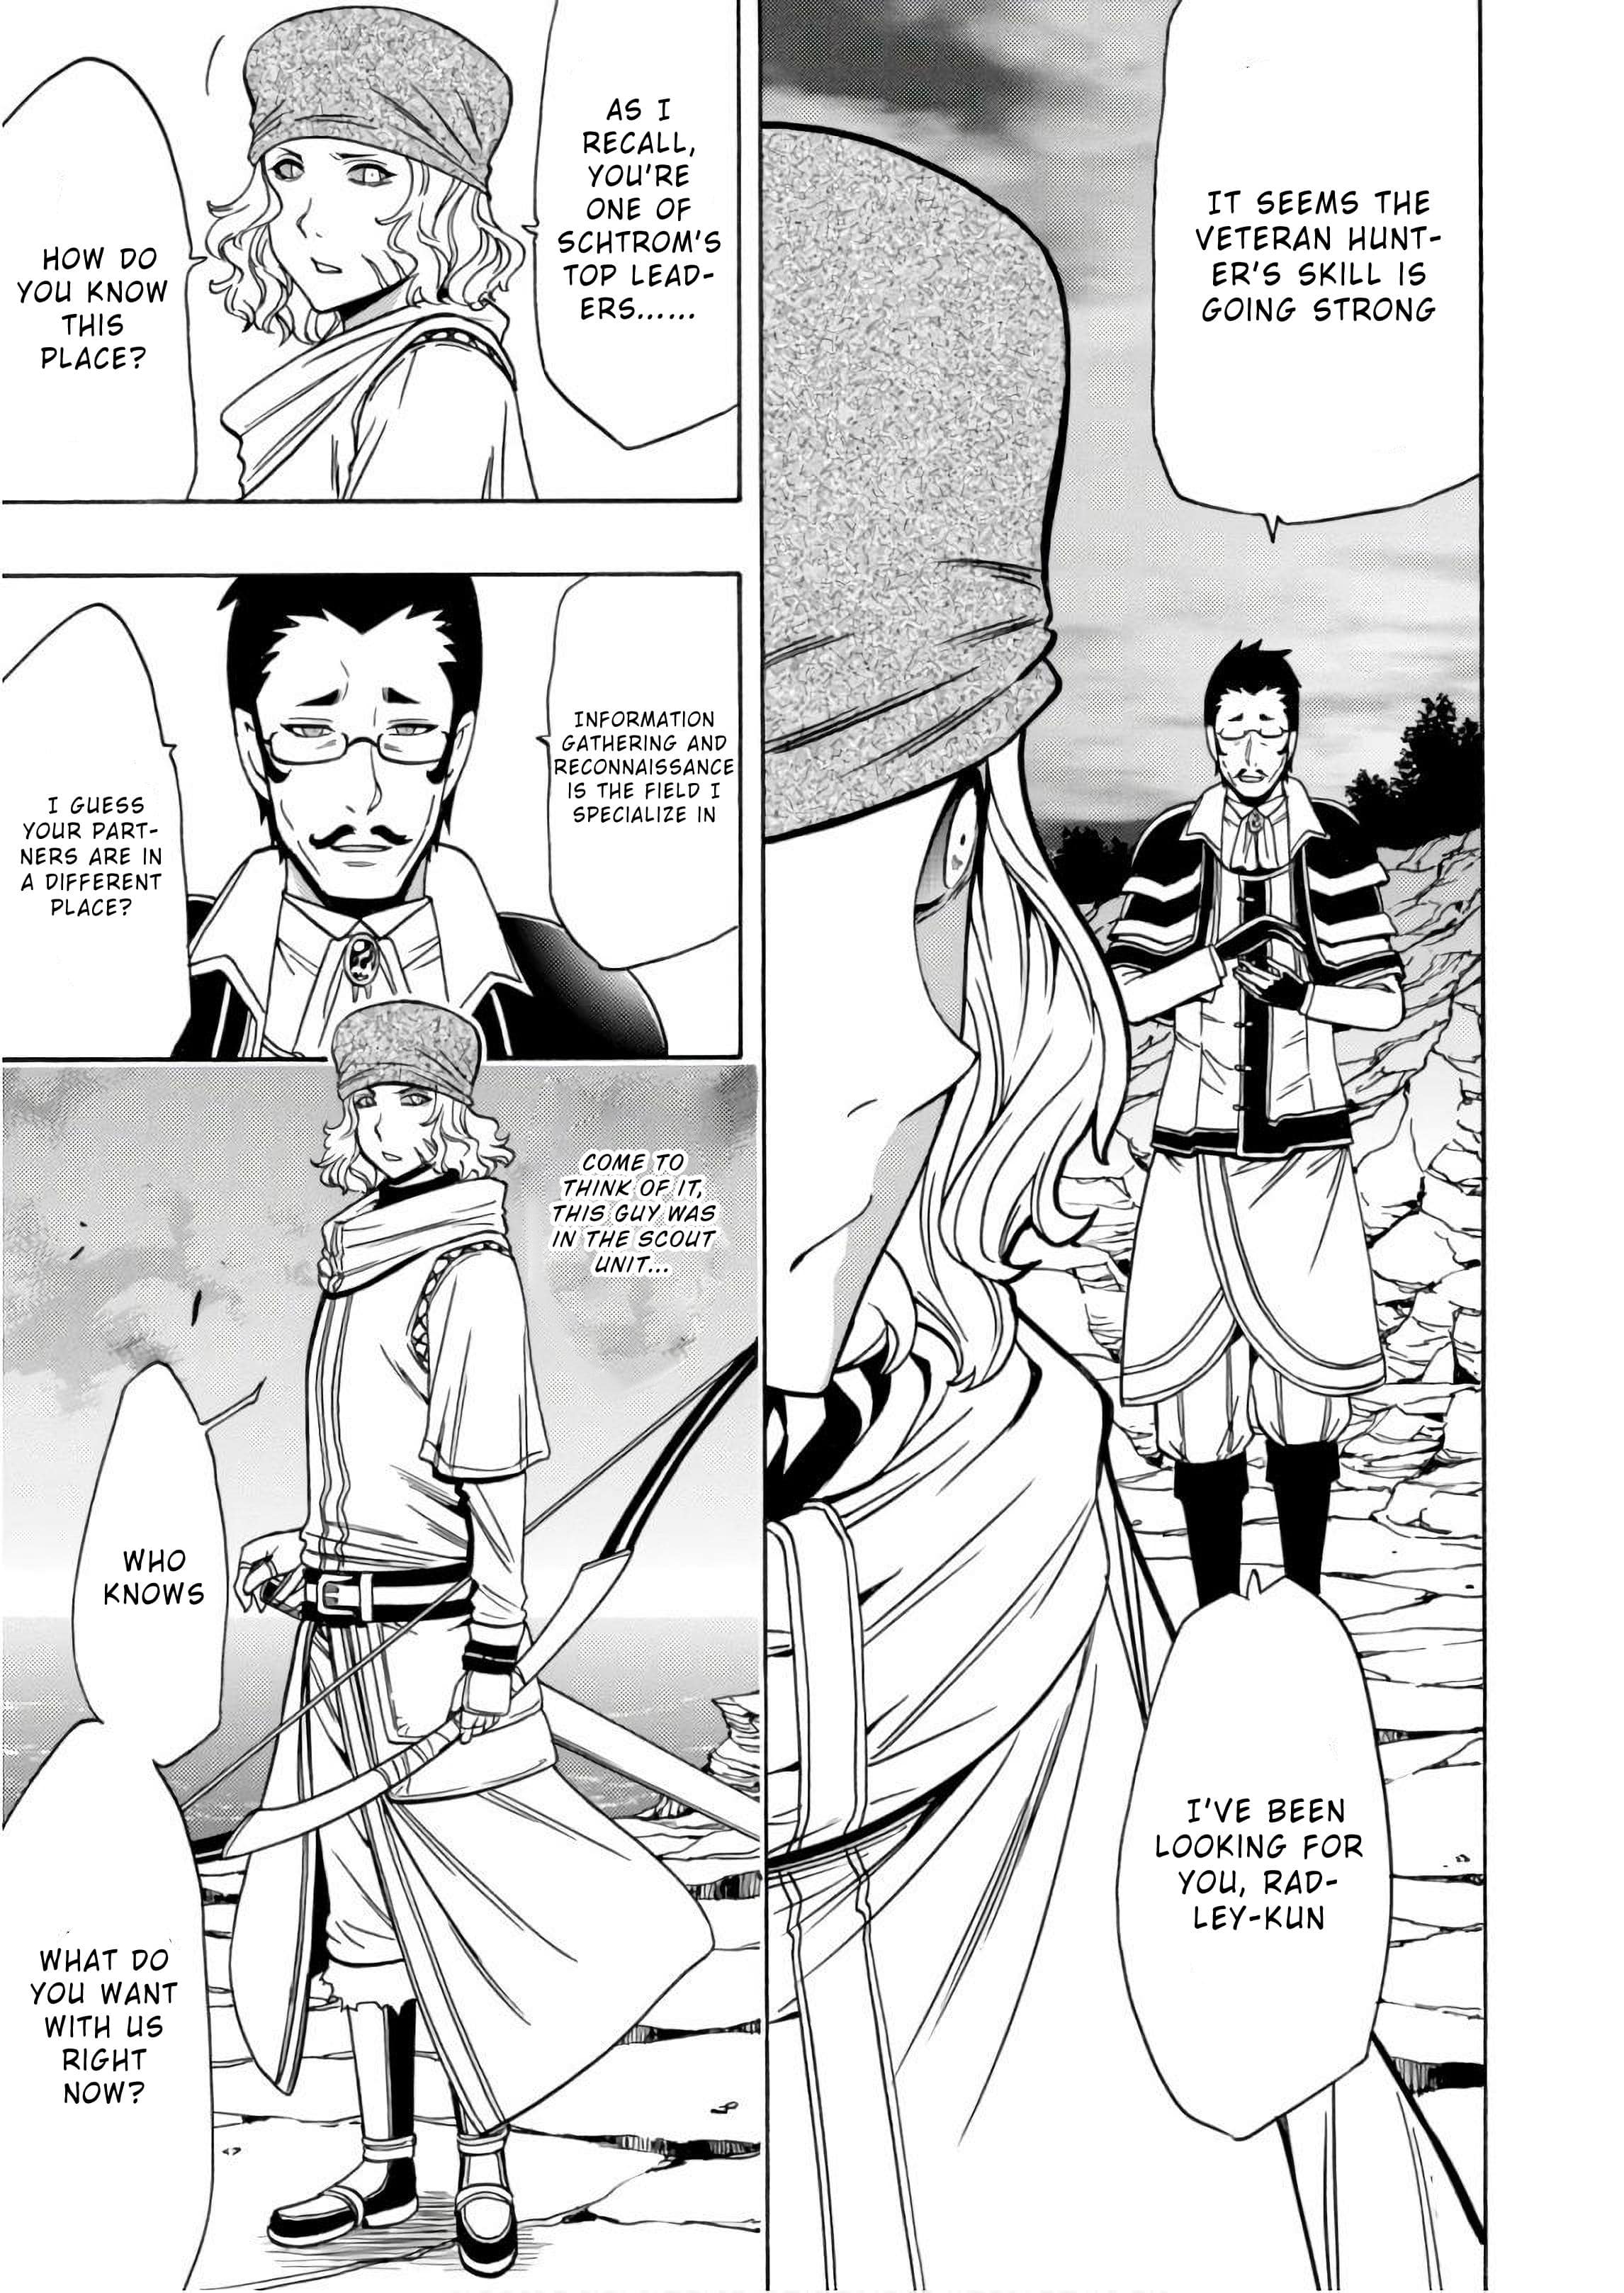 IT SEEMS THE
VETERAN HUNT-
ER'S SKILL IS
GOING STRONG
I'VE BEEN
LOOKING FOR
YOU, RAD-
LEY-KUN
AS I
RECALL,
YOU'RE
ONE OF
SCHTROM'S
TOP LEAD-
ERS......
HOW DO
YOU KNOW
THIS
PLACE?
INFORMATION
GATHERING AND
RECONNAISSANCE
IS THE FIELD I
SPECIALIZE IN
I GUESS
YOUR PART-
NERS ARE IN
A DIFFERENT
PLACE?
COME TO
THINK OF IT,
THIS GUY WAS
IN THE SCOUT
UNIT...
WHO
KNOWS
WHAT DO
YOU WANT
WITH US
RIGHT
NOW?